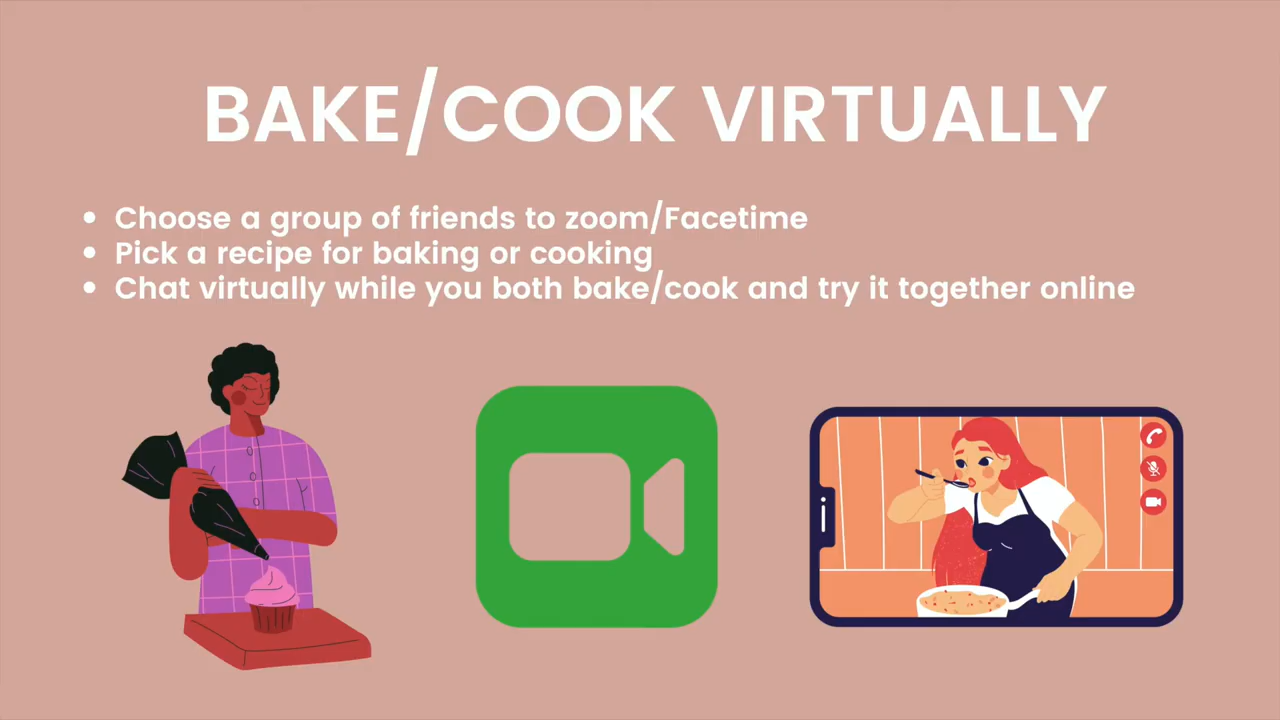 BAKE/COOK VIRTUALLY
• Choose a group of friends to zoom/Facetime
• Pick a recipe for baking or cooking
• Chat virtually while you both bake/cook and try it together online